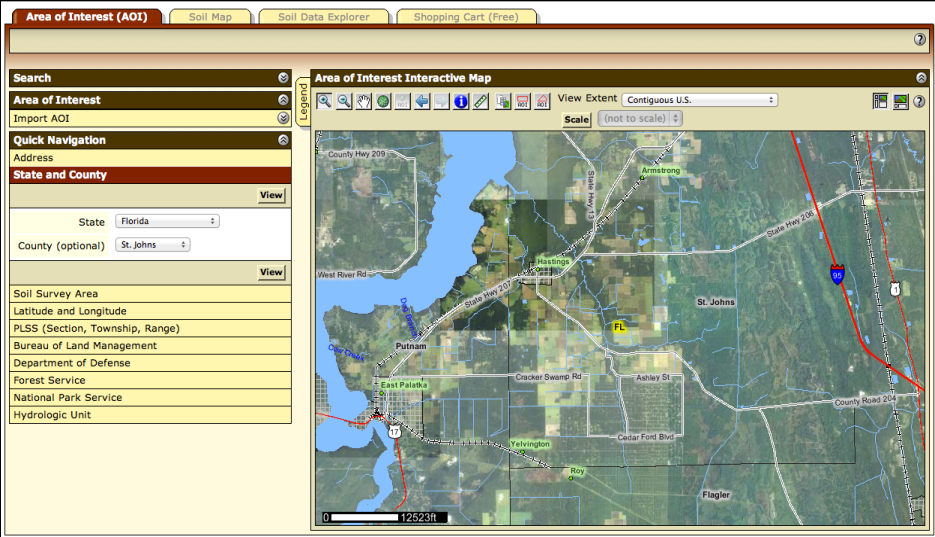 Area of Interest (AOI)
Soil Map
Soil Data Explorer
Shopping Cart (Free)
Search
Area of Interest
Import AOI
Quick Navigation
Address
State and County
View
State
Florida
County (optional)
St. Johns
View
Soil Survey Area
Latitude and Longitude
PLSS (Section, Township, Range)
Bureau of Land Management
Department of Defense
Forest Service
National Park Service
Hydrologic Unit
Legend
Area of Interest Interactive Map
AOI
AOI
AOI
View Extent
Contiguous U.S.
Scale
(not to scale)
County Hwy 209
Armstrong
State Hwy 13
State Hwy 206
Hastings
West River Rd
State Hwy 207
95
1
St. Johns
FL
Putnam
Cracker Swamp Rd
Ashley St
East Palatka
County Road 204
17
Cedar Ford Blvd
Yelvington
Roy
Flagler
0
12523ft